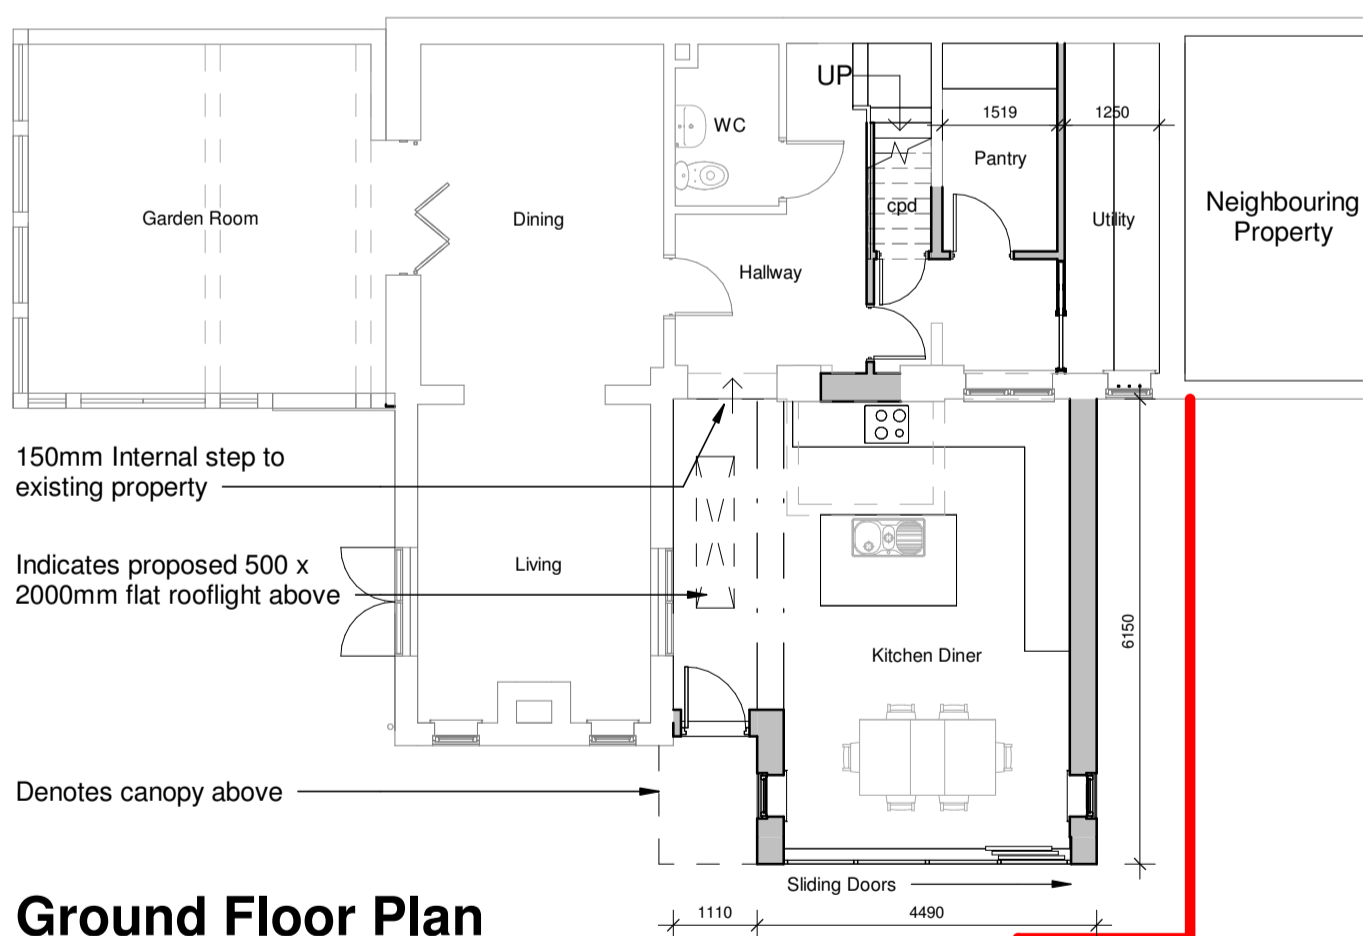 UP
WC
1519
1250
Pantry
cpd
Garden Room
Dining
Utility
Neighbouring
Property
Hallway
150mm Internal step to
existing property
Indicates proposed 500 x
2000mm flat rooflight above
Living
6150
Kitchen Diner
Denotes canopy above
Sliding Doors
Ground Floor Plan
1110
4490